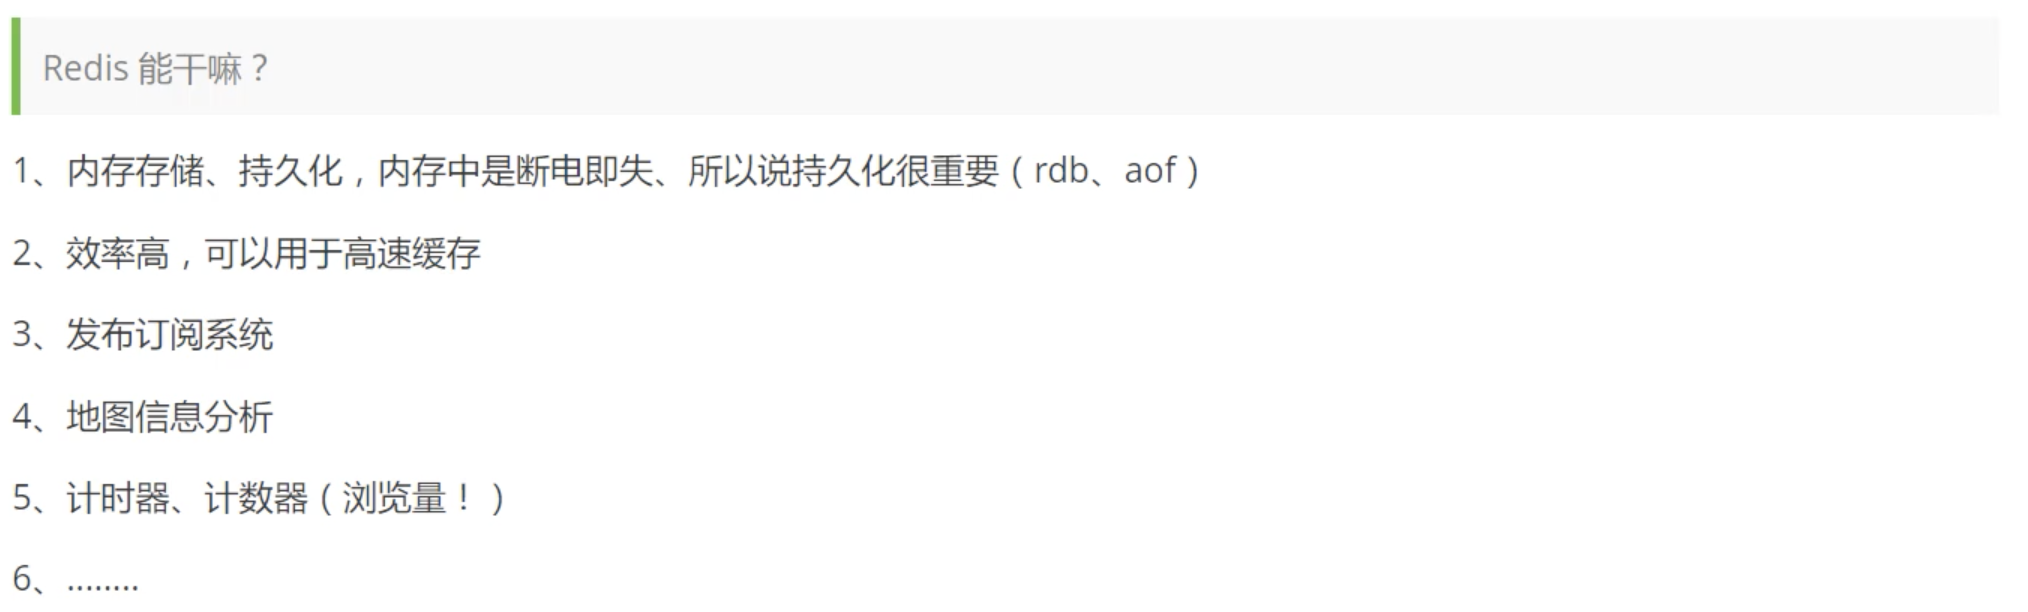 Redis 能干嘛？
1、内存存储、持久化，内存中是断电即失、所以说持久化很重要（rdb、aof）
2、效率高，可以用于高速缓存
3、发布订阅系统
4、地图信息分析
5、计时器、计数器（浏览量！）
6、........